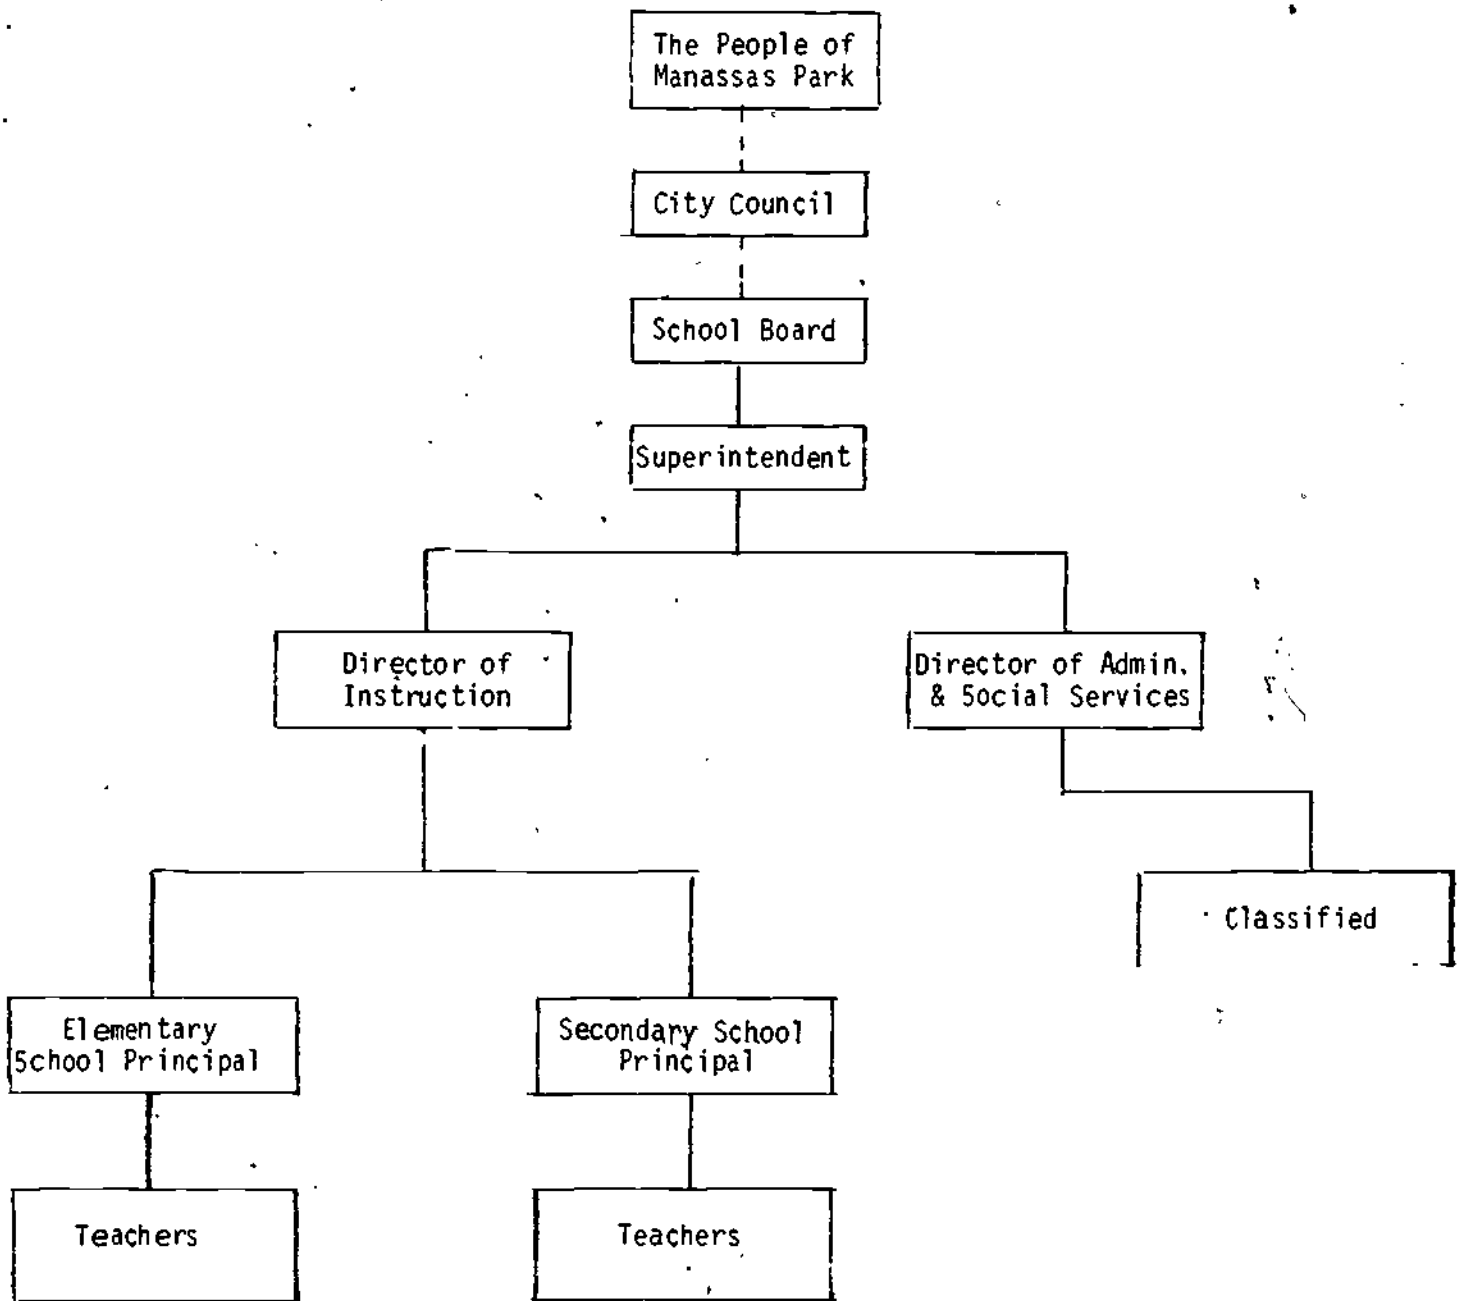 The People of
Manassas Park
City Council
School Board
Superintendent
Director of
Instruction
Director of Admin.
& Social Services
Classified
Elementary
School Principal
Secondary School
Principal
Teachers
Teachers